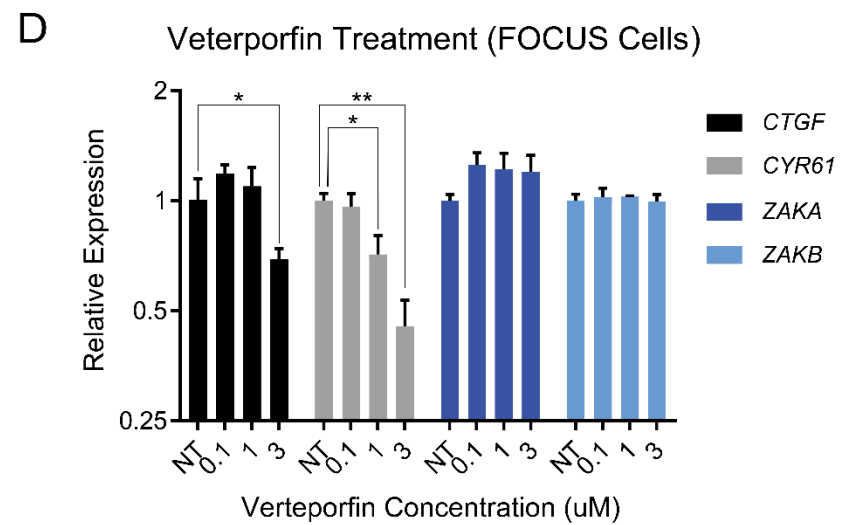 D
Veterporfin Treatment (FOCUS Cells)
Relative Expression
2
1
0.5
0.25
*
**
*
NT 0.1 1 3 NT 0.1 1 3 NT 0.1 1 3 NT 0.1 1 3
Verteporfin Concentration (uM)
CTGF
CYR61
ZAKA
ZAKB